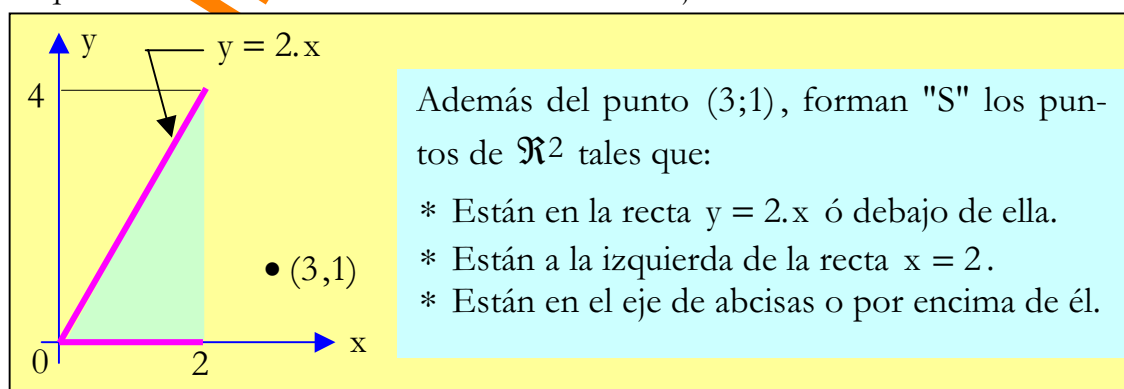 y
y = 2.x
4
Además del punto (3;1), forman "S" los pun-
tos de ℜ2 tales que:
* Están en la recta y = 2.x ó debajo de ella.
• (3,1)
* Están a la izquierda de la recta x = 2.
* Están en el eje de abcisas o por encima de él.
x
0
2